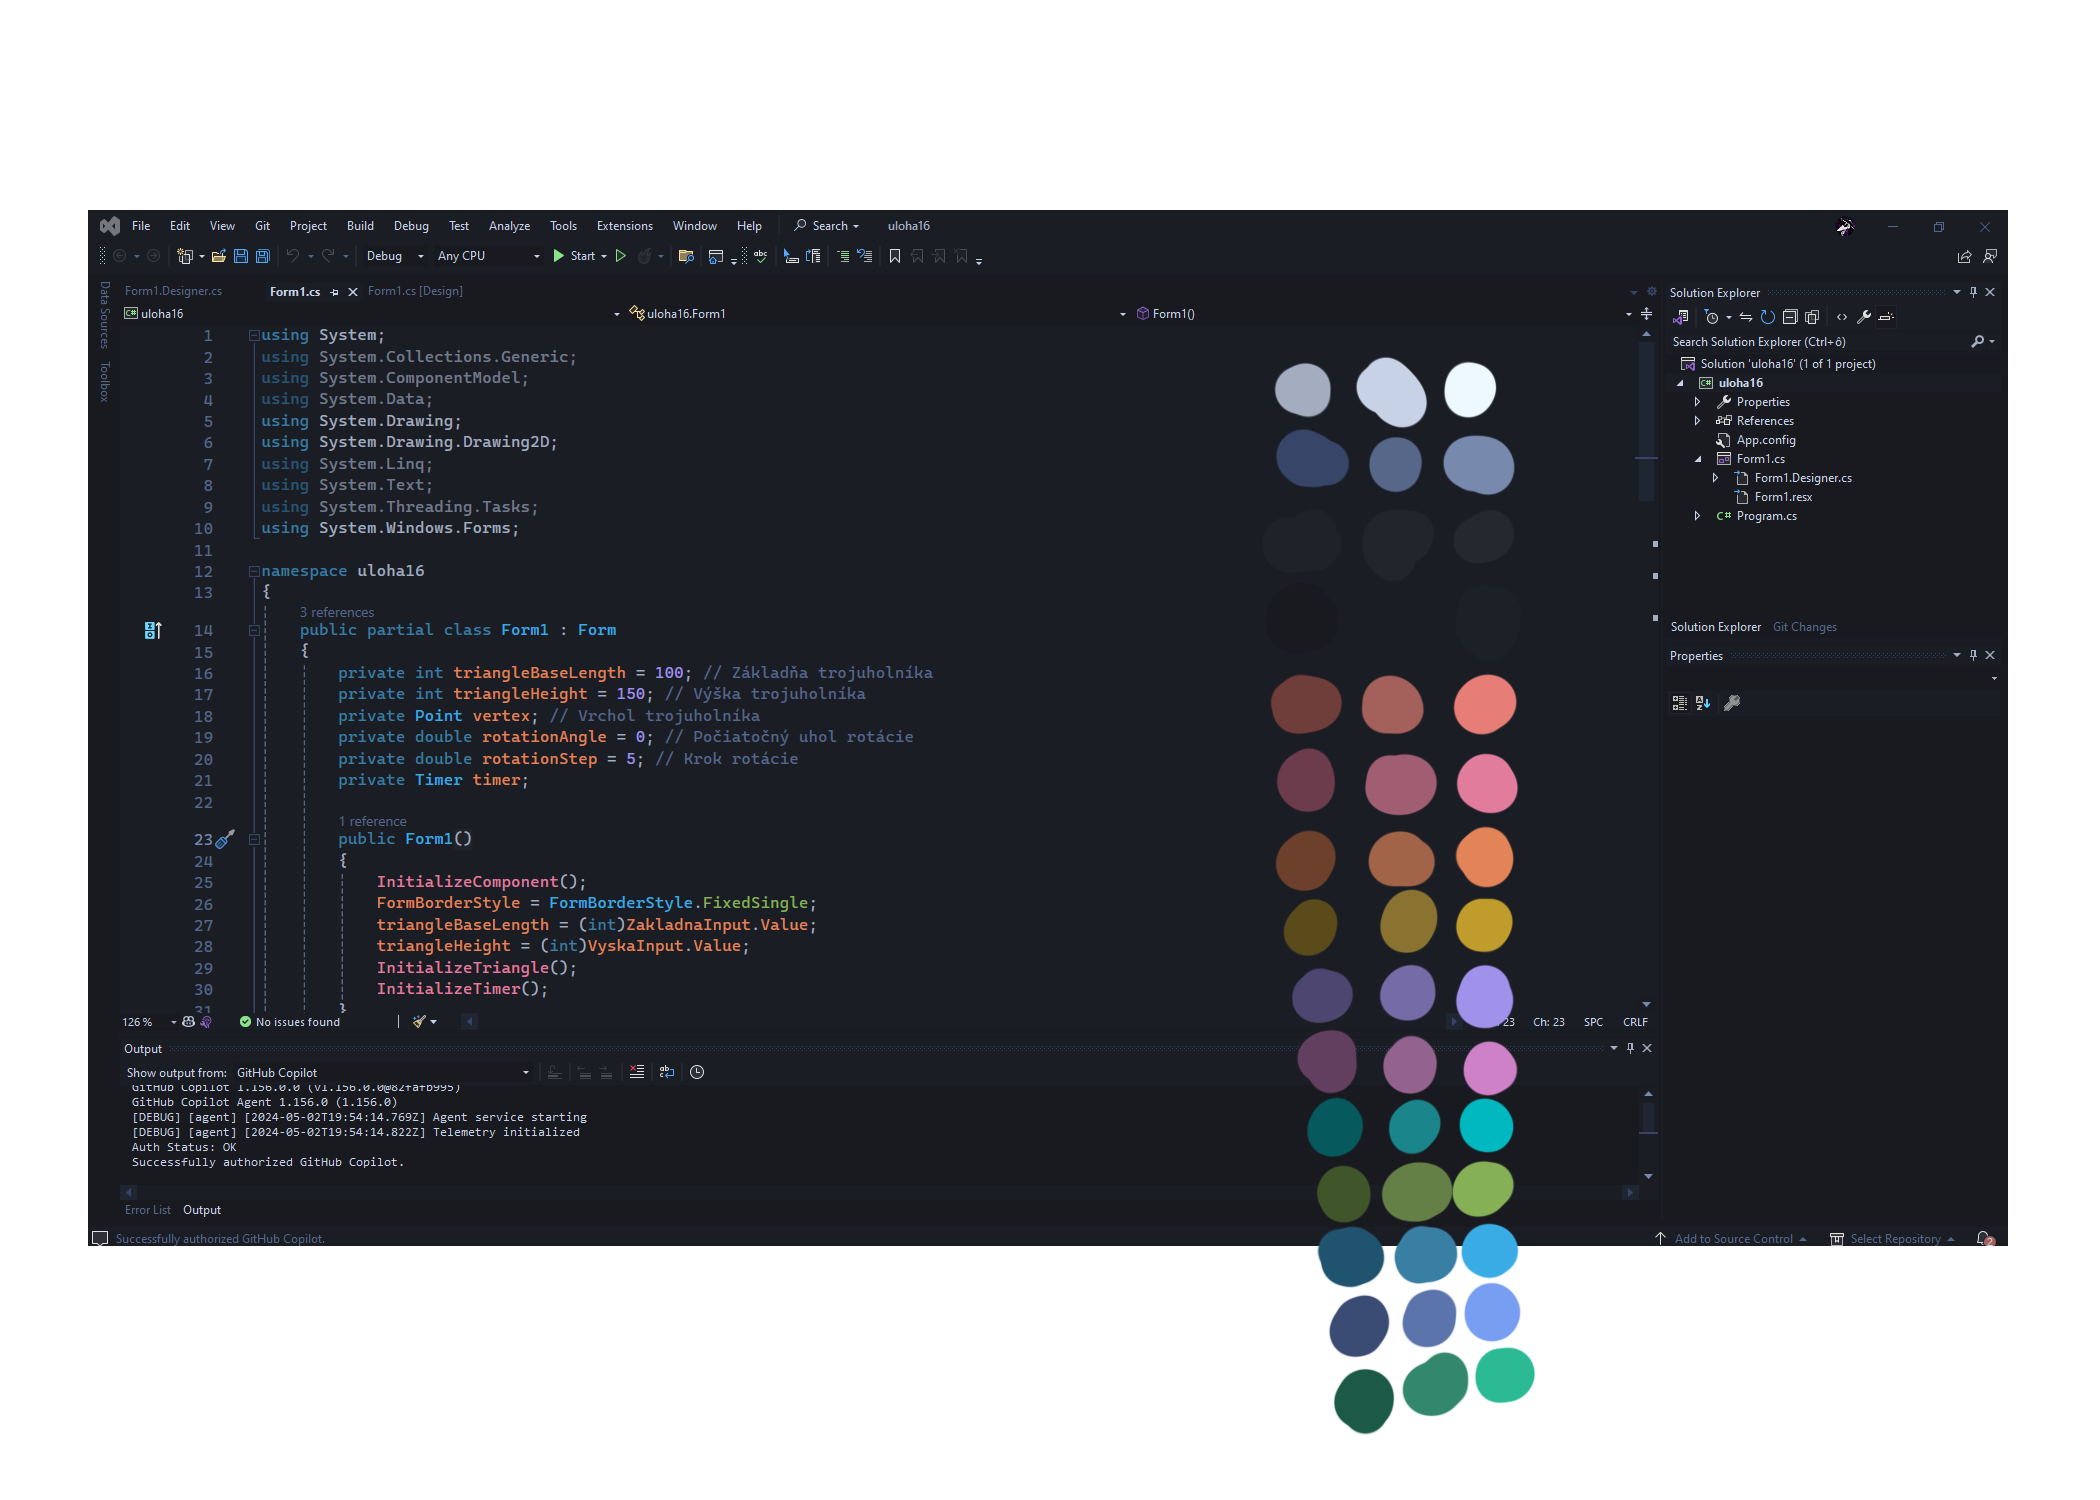 File Edit View Git Project Build Debug Test Analyze Tools Extensions Window Help Search uloha16
Debug Any CPU Start
Data Sources
Toolbox
Form1.Designer.cs Form1.cs Form1.cs [Design]
uloha16 uloha16.Form1 Form1()
1 using System;
2 using System.Collections.Generic;
3 using System.ComponentModel;
4 using System.Data;
5 using System.Drawing;
6 using System.Drawing.Drawing2D;
7 using System.Linq;
8 using System.Text;
9 using System.Threading.Tasks;
10 using System.Windows.Forms;
11
12 namespace uloha16
13 {
3 references
14 public partial class Form1 : Form
15 {
16 private int triangleBaseLength = 100; // Základňa trojuholníka
17 private int triangleHeight = 150; // Výška trojuholníka
18 private Point vertex; // Vrchol trojuholníka
19 private double rotationAngle = 0; // Počiatočný uhol rotácie
20 private double rotationStep = 5; // Krok rotácie
21 private Timer timer;
22
1 reference
23 public Form1()
24 {
25 InitializeComponent();
26 FormBorderStyle = FormBorderStyle.FixedSingle;
27 triangleBaseLength = (int)ZakladnaInput.Value;
28 triangleHeight = (int)VyskaInput.Value;
29 InitializeTriangle();
30 InitializeTimer();
31 }
126 % No issues found 23 Ch: 23 SPC CRLF
Output
Show output from: GitHub Copilot
GitHub Copilot 1.156.0.0 (v1.156.0.0@82fafb995)
GitHub Copilot Agent 1.156.0 (1.156.0)
[DEBUG] [agent] [2024-05-02T19:54:14.769Z] Agent service starting
[DEBUG] [agent] [2024-05-02T19:54:14.822Z] Telemetry initialized
Auth Status: OK
Successfully authorized GitHub Copilot.
Error List Output
Solution Explorer
Search Solution Explorer (Ctrl+ô)
Solution 'uloha16' (1 of 1 project)
C# uloha16
Properties
References
App.config
Form1.cs
Form1.Designer.cs
Form1.resx
C# Program.cs
Solution Explorer Git Changes
Properties
Successfully authorized GitHub Copilot. Add to Source Control Select Repository 2